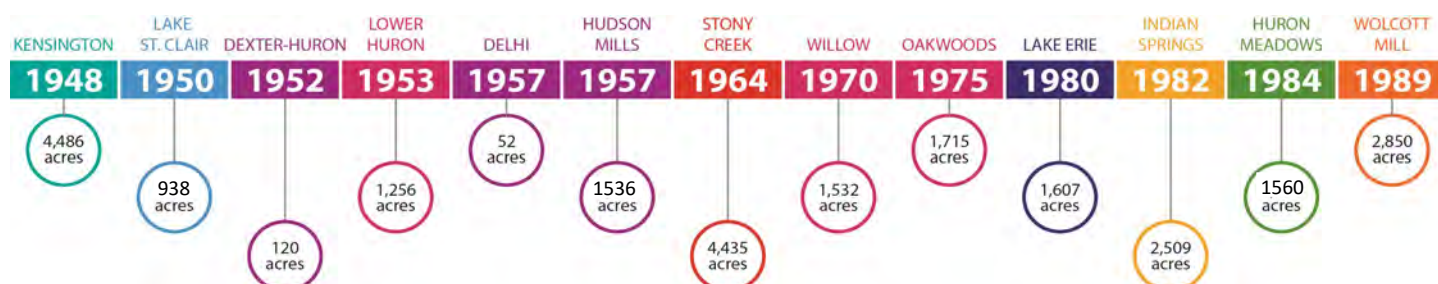 KENSINGTON
1948
4,486
acres
LAKE
ST. CLAIR
1950
938
acres
DEXTER-HURON
1952
120
acres
LOWER
HURON
1953
1,256
acres
DELHI
1957
52
acres
HUDSON
MILLS
1957
1536
acres
STONY
CREEK
1964
4,435
acres
WILLOW
1970
1,532
acres
OAKWOODS
1975
1,715
acres
LAKE ERIE
1980
1,607
acres
INDIAN
SPRINGS
1982
2,509
acres
HURON
MEADOWS
1984
1560
acres
WOLCOTT
MILL
1989
2,850
acres